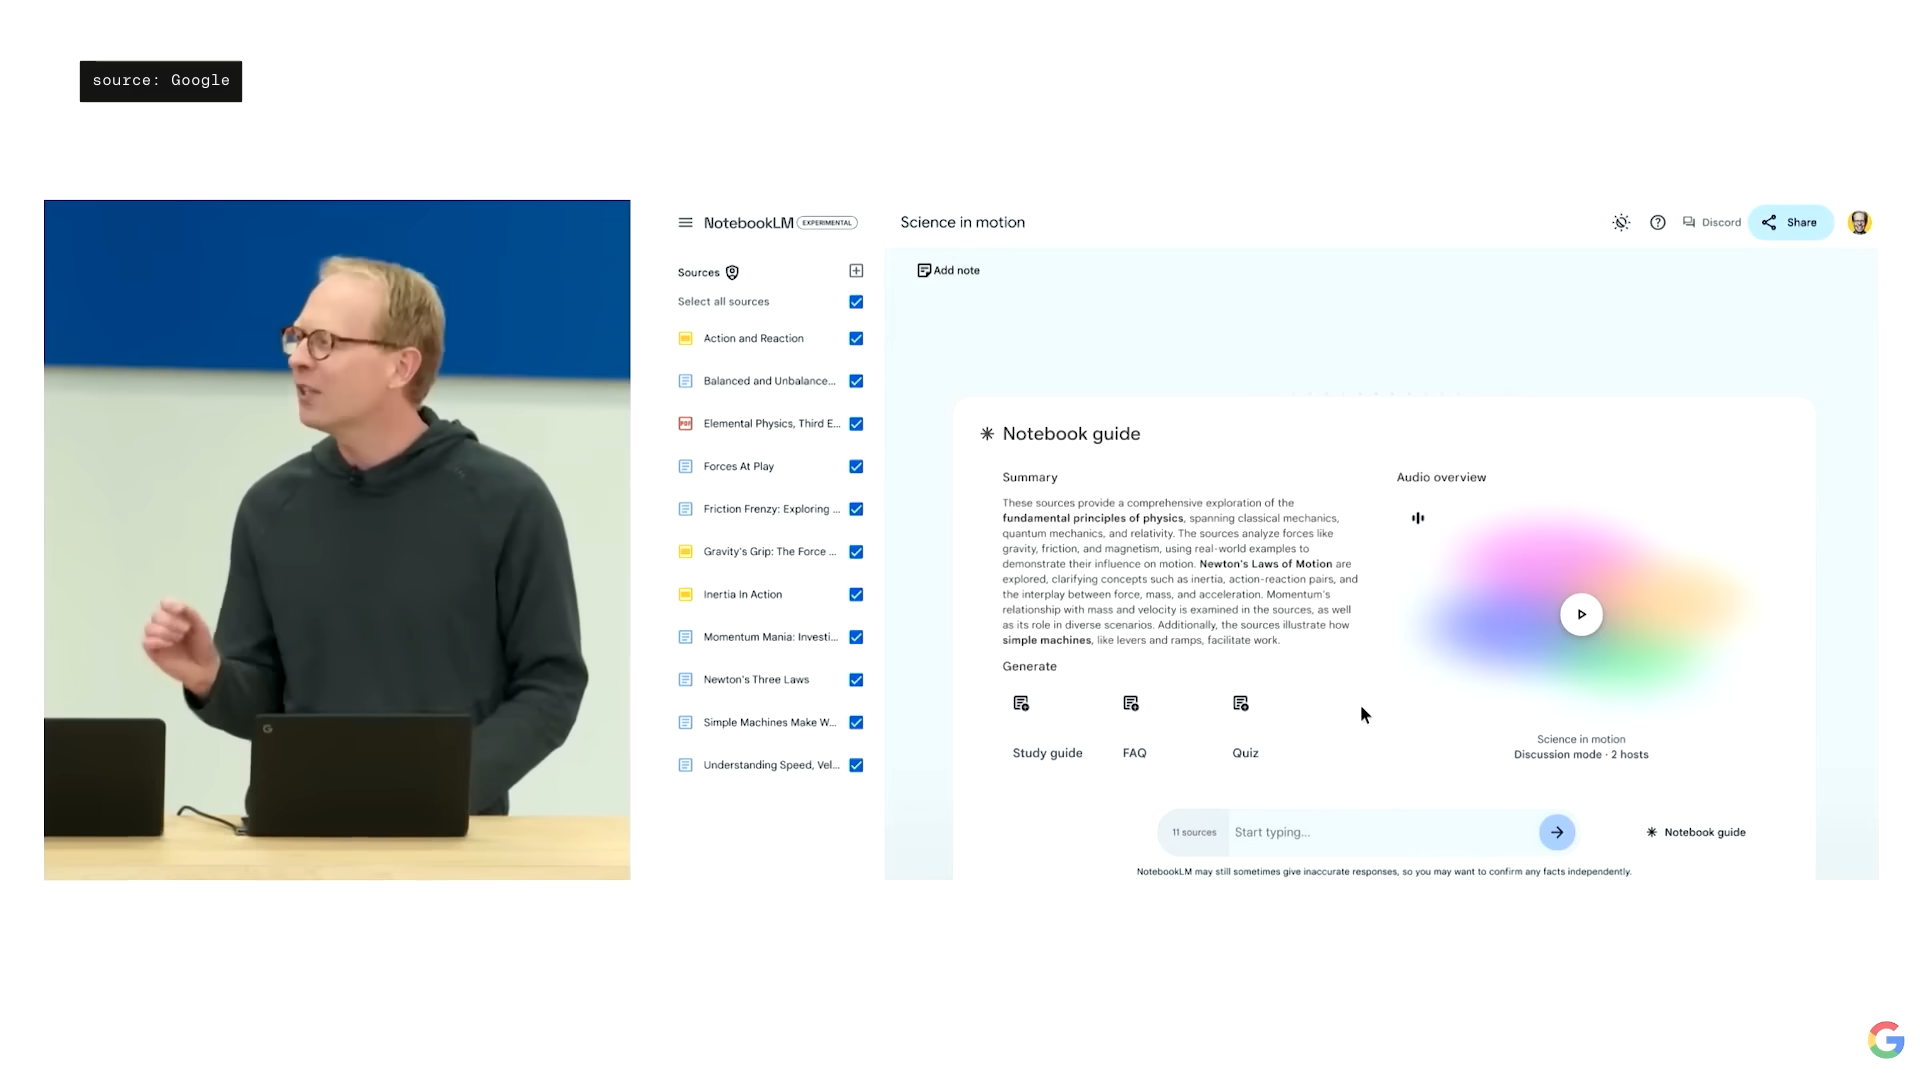 source: Google
NotebookLM EXPERIMENTAL
Sources
Select all sources
Action and Reaction
Balanced and Unbalance...
Elemental Physics, Third E...
Forces At Play
Friction Frenzy: Exploring ...
Gravity's Grip: The Force ...
Inertia In Action
Momentum Mania: Investi...
Newton's Three Laws
Simple Machines Make W...
Understanding Speed, Vel...
Science in motion
Discord
Share
Add note
Notebook guide
Summary
These sources provide a comprehensive exploration of the
fundamental principles of physics, spanning classical mechanics,
quantum mechanics, and relativity. The sources analyze forces like
gravity, friction, and magnetism, using real-world examples to
demonstrate their influence on motion. Newton's Laws of Motion are
explored, clarifying concepts such as inertia, action-reaction pairs, and
the interplay between force, mass, and acceleration. Momentum's
relationship with mass and velocity is examined in the sources, as well
as its role in diverse scenarios. Additionally, the sources illustrate how
simple machines, like levers and ramps, facilitate work.
Generate
Study guide
FAQ
Quiz
Audio overview
Science in motion
Discussion mode · 2 hosts
11 sources
Start typing...
Notebook guide
NotebookLM may still sometimes give inaccurate responses, so you may want to confirm any facts independently.